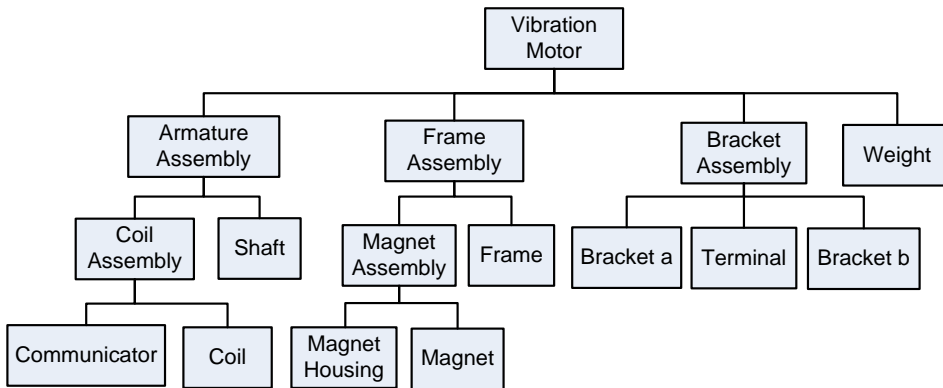 Vibration
Motor
Armature
Assembly
Frame
Assembly
Bracket
Assembly
Weight
Coil
Assembly
Shaft
Magnet
Assembly
Frame
Bracket a
Terminal
Bracket b
Communicator
Coil
Magnet
Housing
Magnet